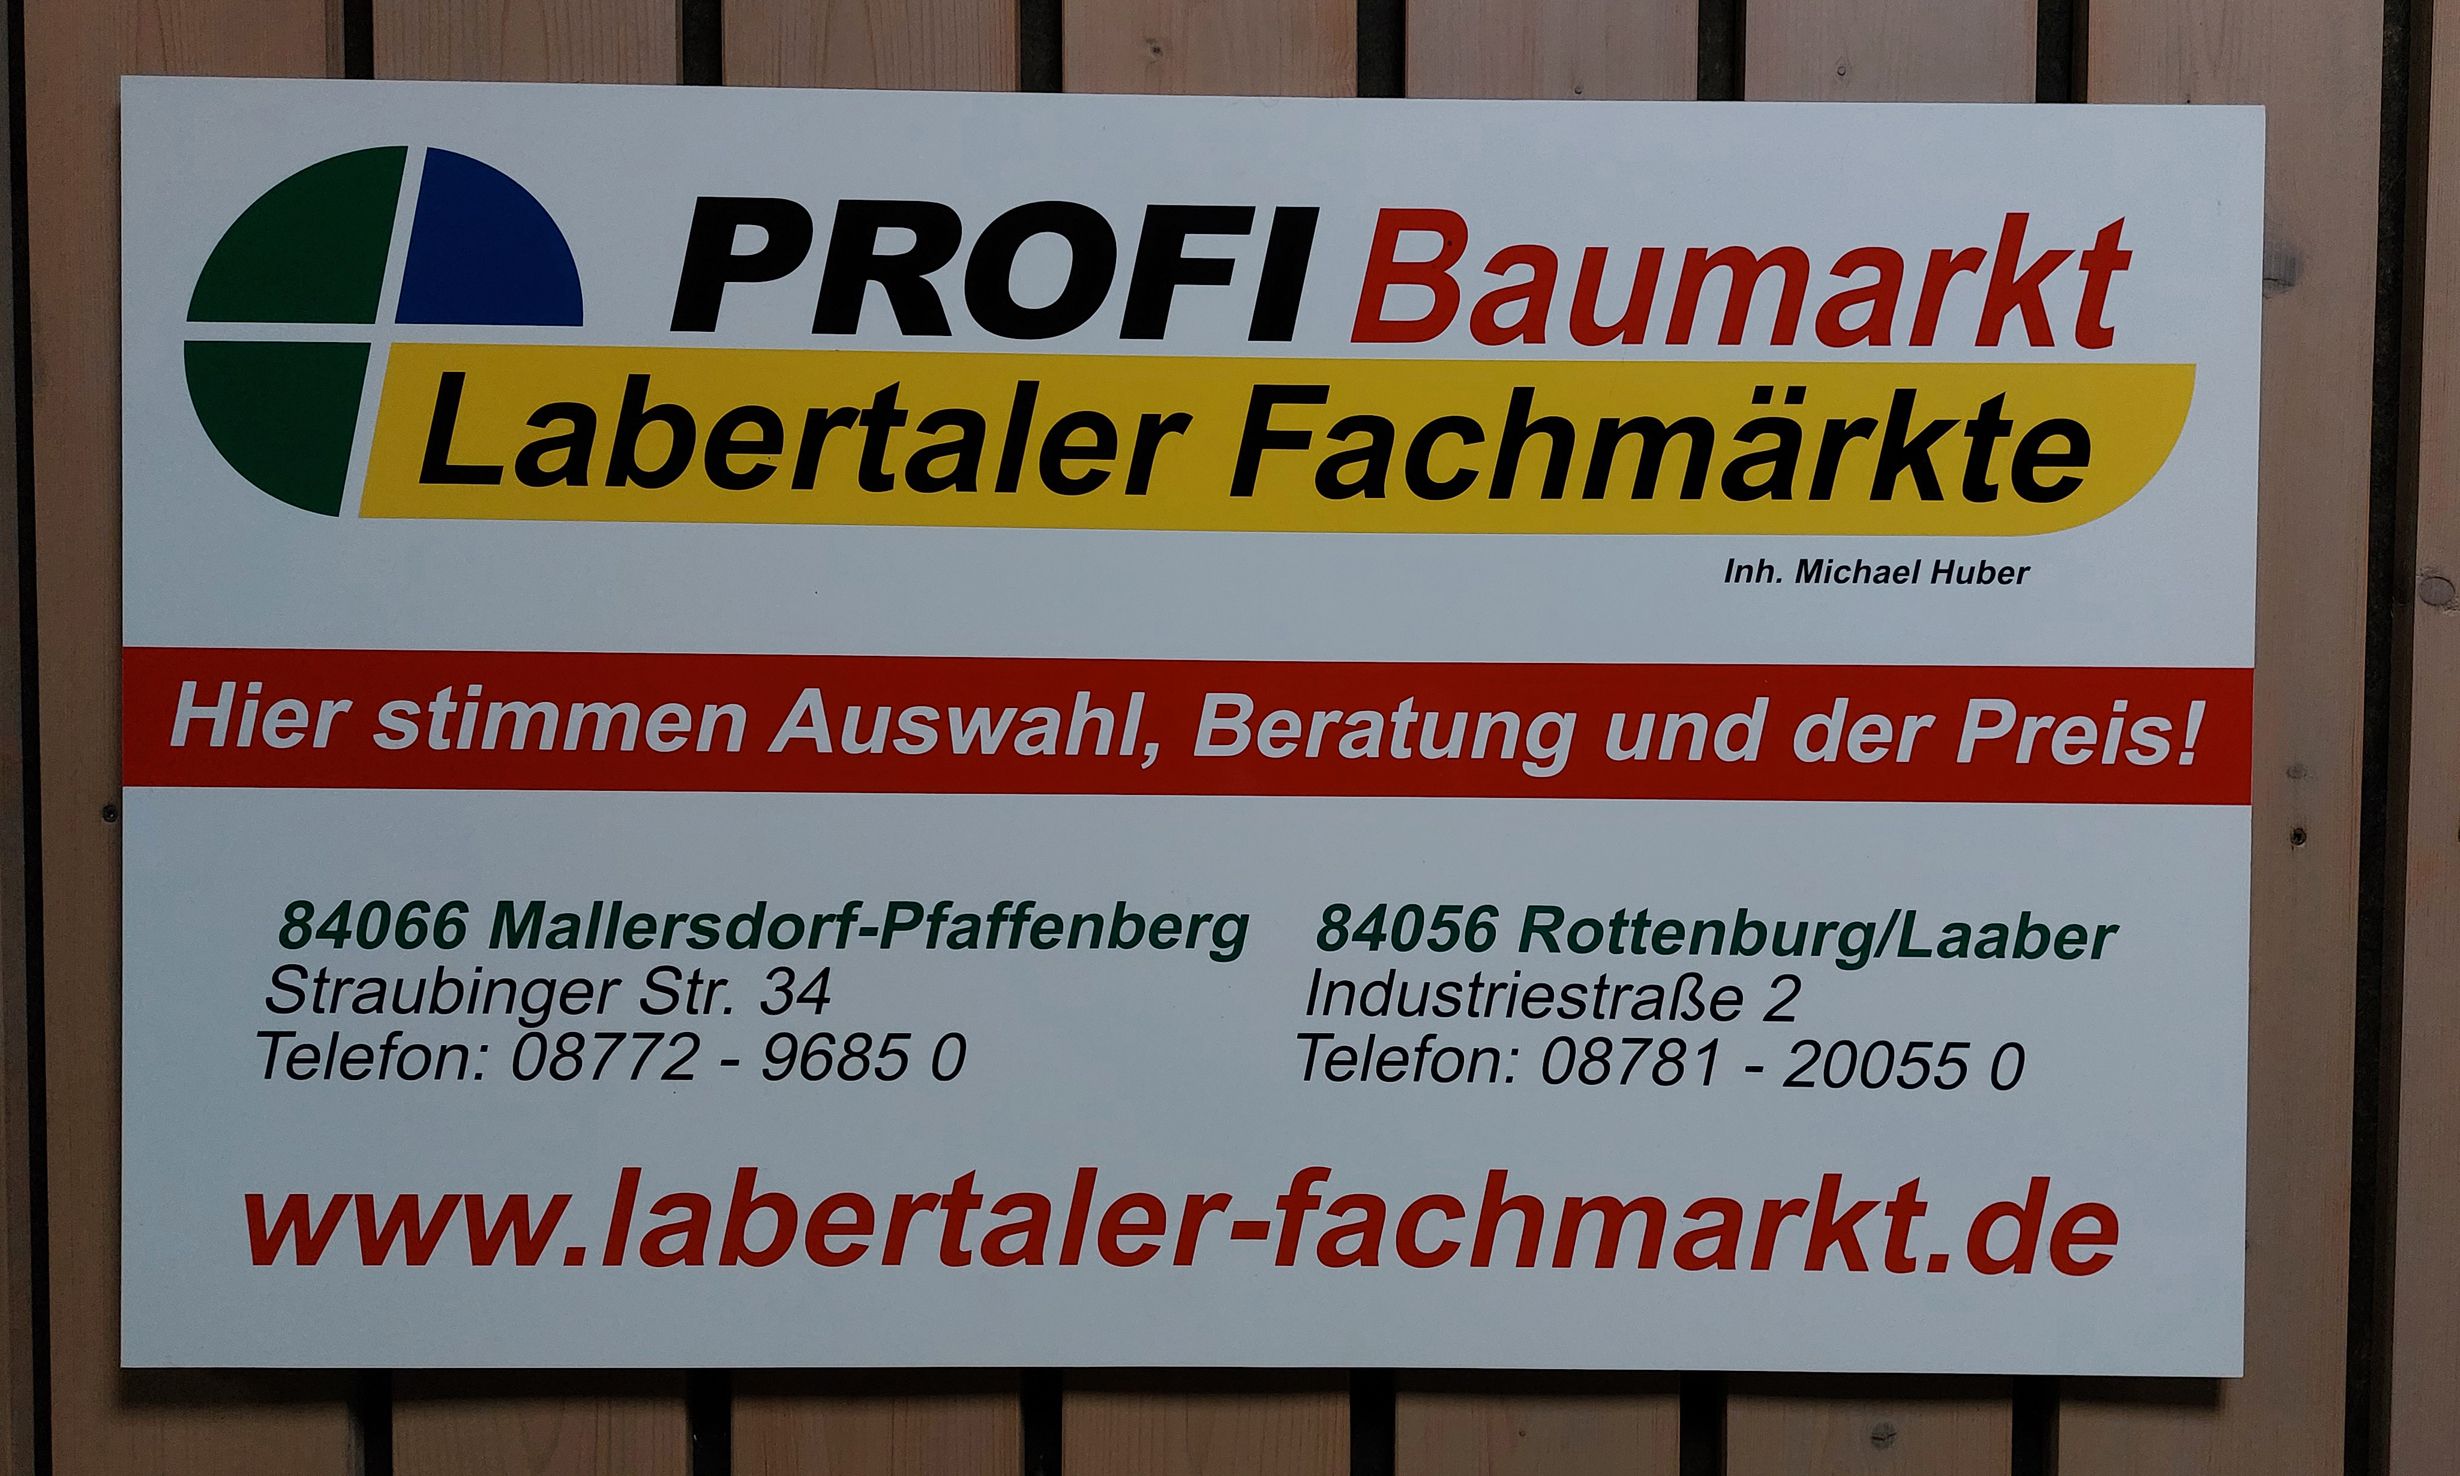 PROFI Baumarkt
Labertaler Fachmärkte
Inh. Michael Huber
Hier stimmen Auswahl, Beratung und der Preis!
84066 Mallersdorf-Pfaffenberg
Straubinger Str. 34
Telefon: 08772 - 9685 0
84056 Rottenburg/Laaber
Industriestraße 2
Telefon: 08781 - 20055 0
www.labertaler-fachmarkt.de